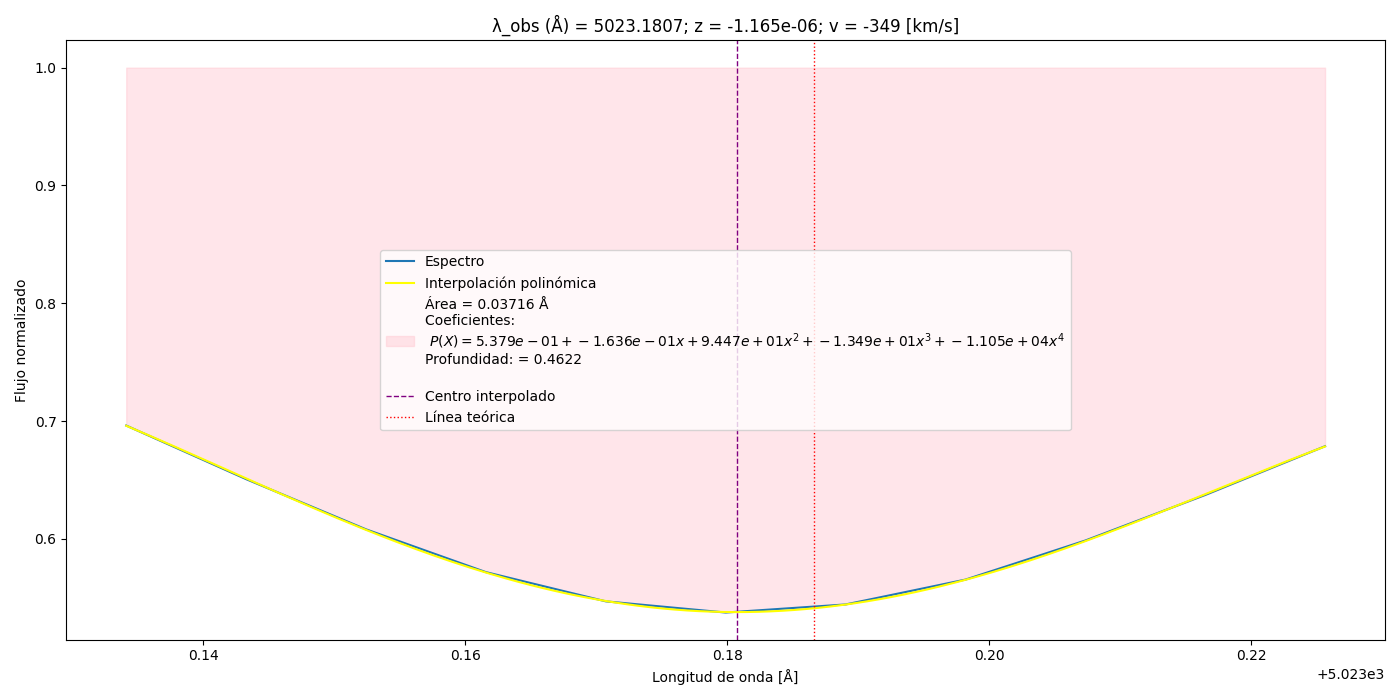 λ_obs (Å) = 5023.1807; z = -1.165e-06; v = -349 [km/s]
1.0
0.9
0.8
0.7
0.6
Flujo normalizado
Espectro
Interpolación polinómica
Área = 0.03716 Å
Coeficientes:
P(X) = 5.379e − 01 + −1.636e − 01x + 9.447e + 01x² + −1.349e + 01x³ + −1.105e + 04x⁴
Profundidad: = 0.4622
Centro interpolado
Línea teórica
0.14 0.16 0.18 0.20 0.22
+5.023e3
Longitud de onda [Å]